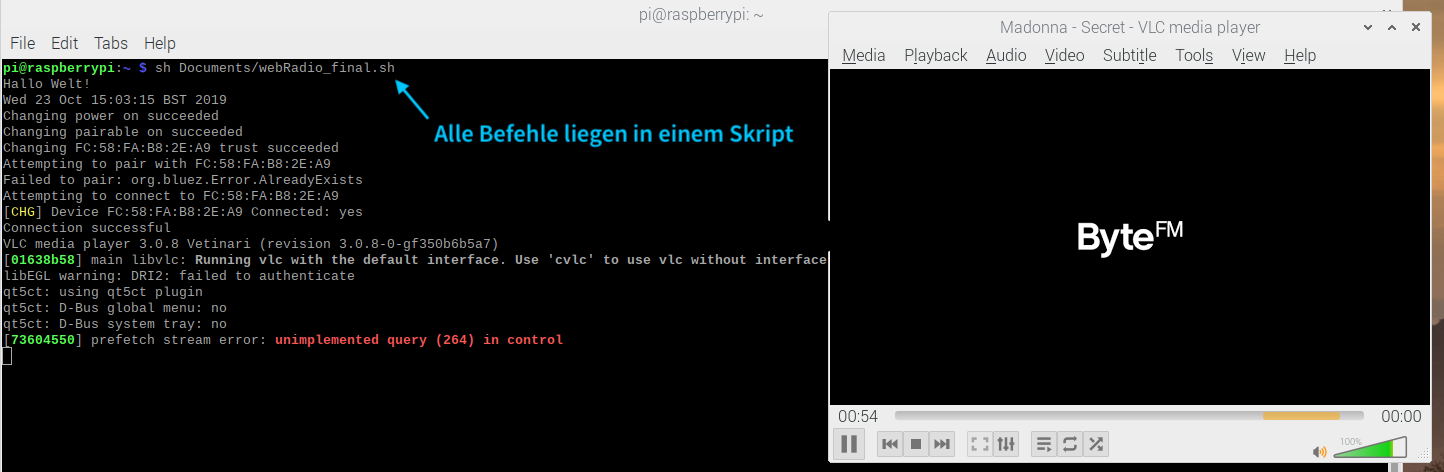 pi@raspberrypi: ~
File Edit Tabs Help
pi@raspberrypi:~ $ sh Documents/webRadio_final.sh
Hallo Welt!
Wed 23 Oct 15:03:15 BST 2019
Changing power on succeeded
Changing pairable on succeeded
Changing FC:58:FA:B8:2E:A9 trust succeeded
Attempting to pair with FC:58:FA:B8:2E:A9
Failed to pair: org.bluez.Error.AlreadyExists
Attempting to connect to FC:58:FA:B8:2E:A9
[CHG] Device FC:58:FA:B8:2E:A9 Connected: yes
Connection successful
VLC media player 3.0.8 Vetinari (revision 3.0.8-0-gf350b6b5a7)
[01638b58] main libvlc: Running vlc with the default interface. Use 'cvlc' to use vlc without interface
libEGL warning: DRI2: failed to authenticate
qt5ct: using qt5ct plugin
qt5ct: D-Bus global menu: no
qt5ct: D-Bus system tray: no
[73604550] prefetch stream error: unimplemented query (264) in control
Alle Befehle liegen in einem Skript
Madonna - Secret - VLC media player
Media Playback Audio Video Subtitle Tools View Help
Byte FM
00:54 00:00
100%